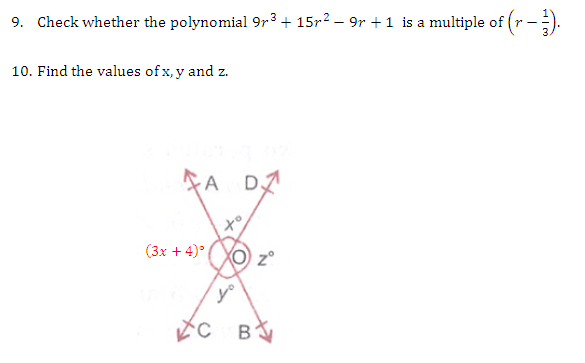 9. Check whether the polynomial 9r³ + 15r² – 9r + 1 is a multiple of (r – 1/3).
10. Find the values of x, y and z.
A D
x°
(3x + 4)° O z°
y°
C B